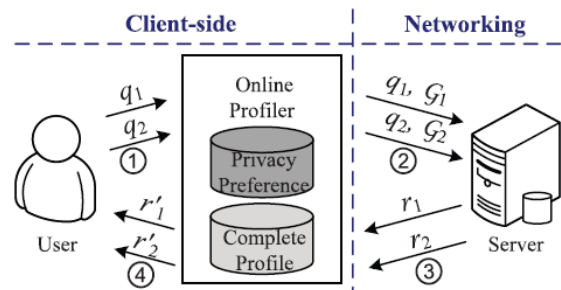 Client-side
Networking
q1
q2
①
Online
Profiler
Privacy
Preference
Complete
Profile
q1, G1
q2, G2
②
r'1
r'2
④
r1
r2
③
User
Server